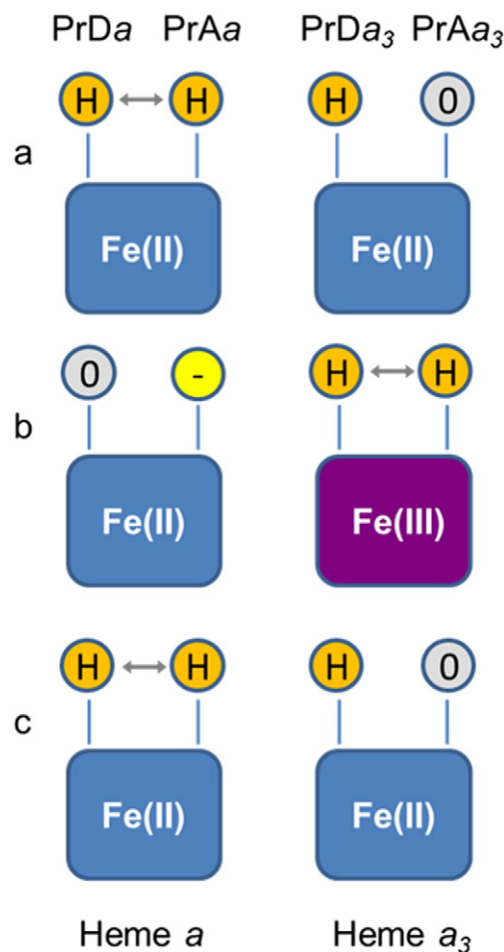 PrDa PrAa PrDa₃ PrAa₃
H H H 0
a
Fe(II) Fe(II)
0 - H H
b
Fe(II) Fe(III)
H H H 0
c
Fe(II) Fe(II)
Heme a Heme a₃